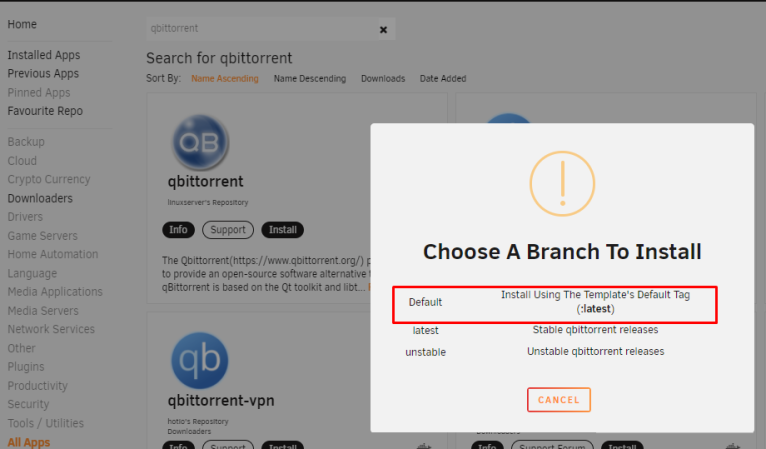 Home
Installed Apps
Previous Apps
Pinned Apps
Favourite Repo
Backup
Cloud
Crypto Currency
Downloaders
Drivers
Game Servers
Home Automation
Language
Media Applications
Media Servers
Network Services
Other
Plugins
Productivity
Security
Tools / Utilities
All Apps
qbittorrent
Search for qbittorrent
Sort By: Name Ascending Name Descending Downloads Date Added
QB
qbittorrent
linuxserver's Repository
Info Support Install
The Qbittorrent(https://www.qbittorrent.org/) p
to provide an open-source software alternative
qBittorrent is based on the Qt toolkit and libt...
qb
qbittorrent-vpn
hotio's Repository
Downloaders
Info Support Install
Choose A Branch To Install
Default Install Using The Template's Default Tag
(:latest)
latest Stable qbittorrent releases
unstable Unstable qbittorrent releases
CANCEL
Info Support Forum Install